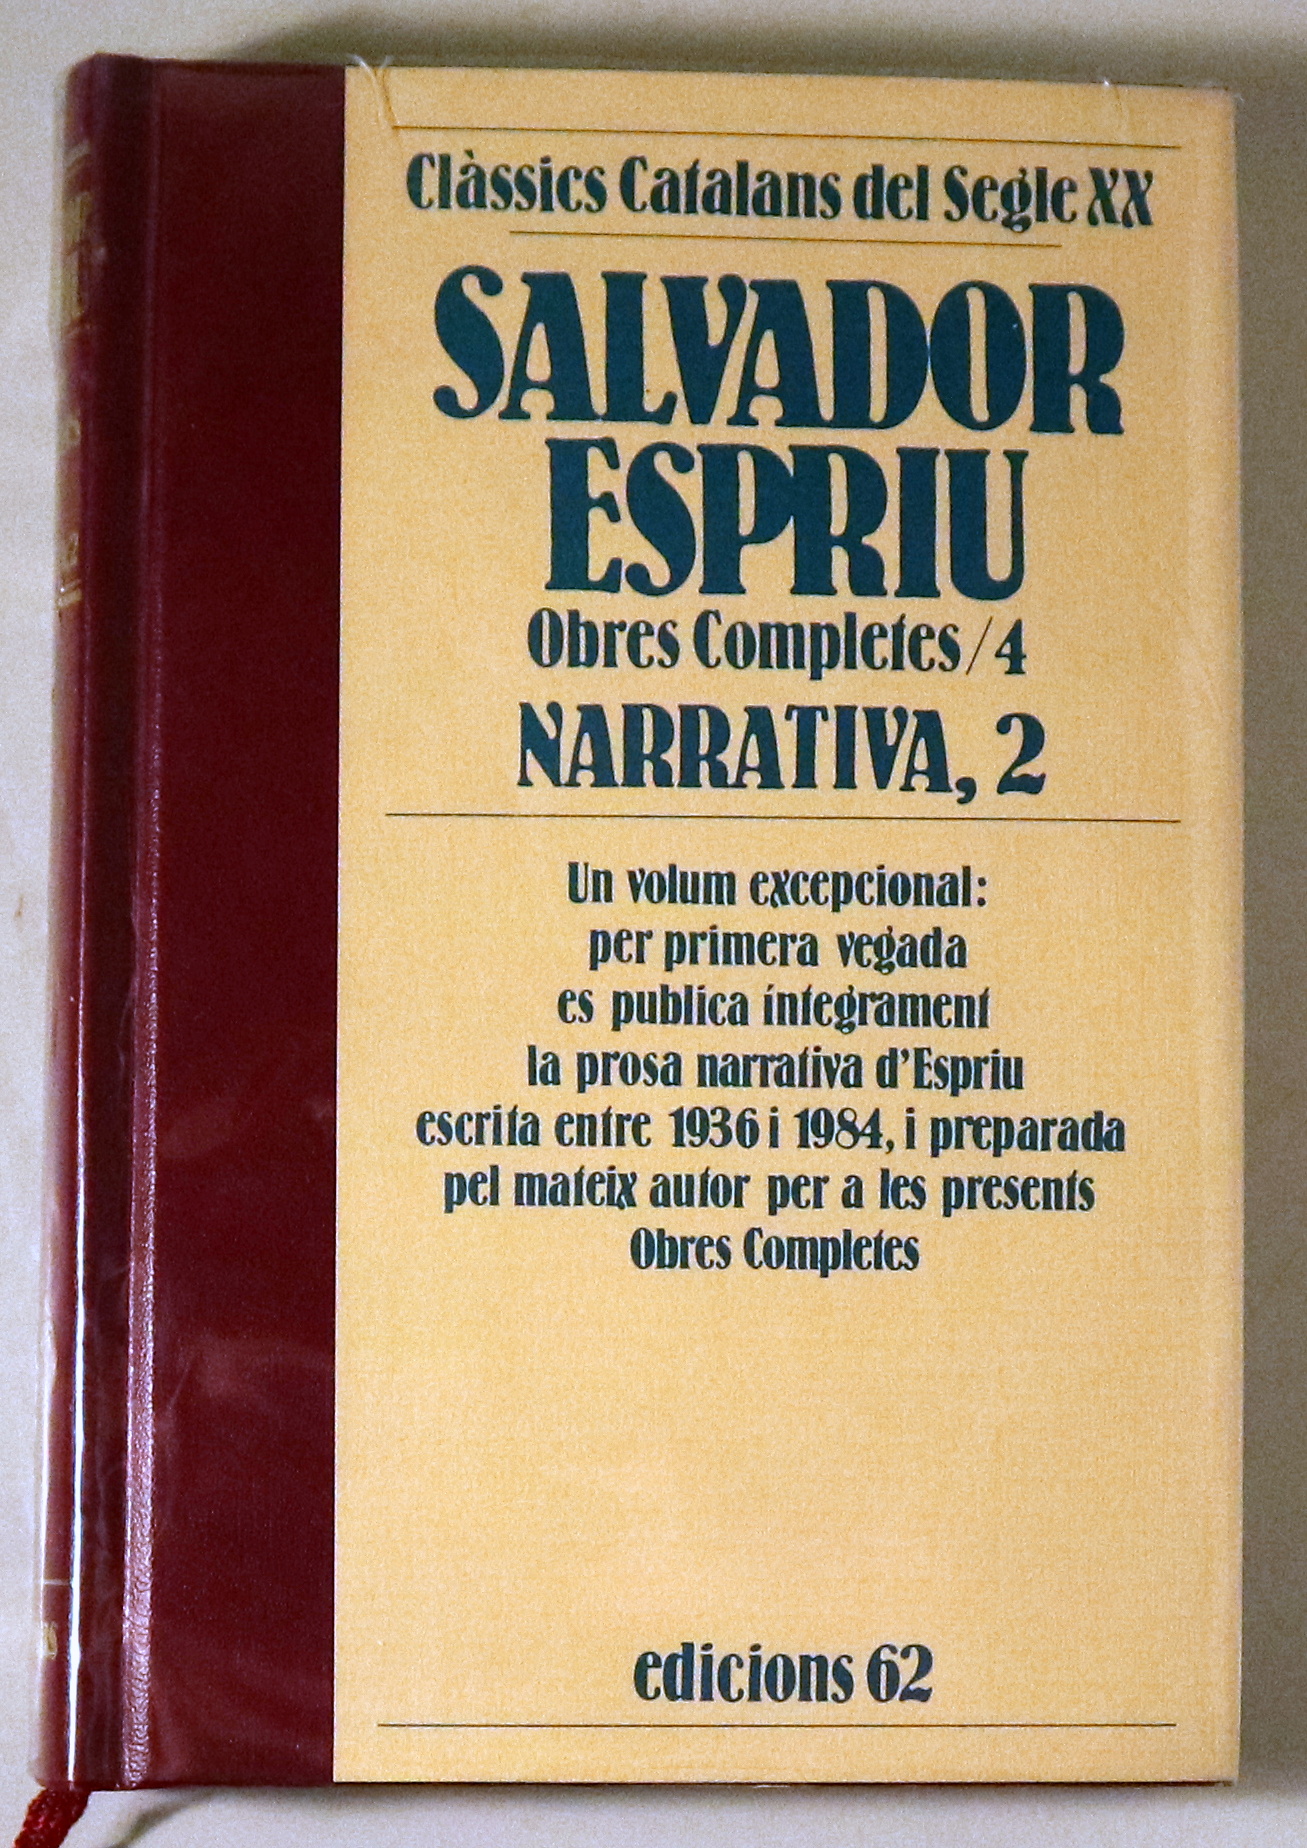 Clàssics Catalans del Segle XX
SALVADOR
ESPRIU
Obres Completes/4
NARRATIVA, 2
Un volum excepcional:
per primera vegada
es publica íntegrament
la prosa narrativa d'Espriu
escrita entre 1936 i 1984, i preparada
pel mateix autor per a les presents
Obres Completes
edicions 62